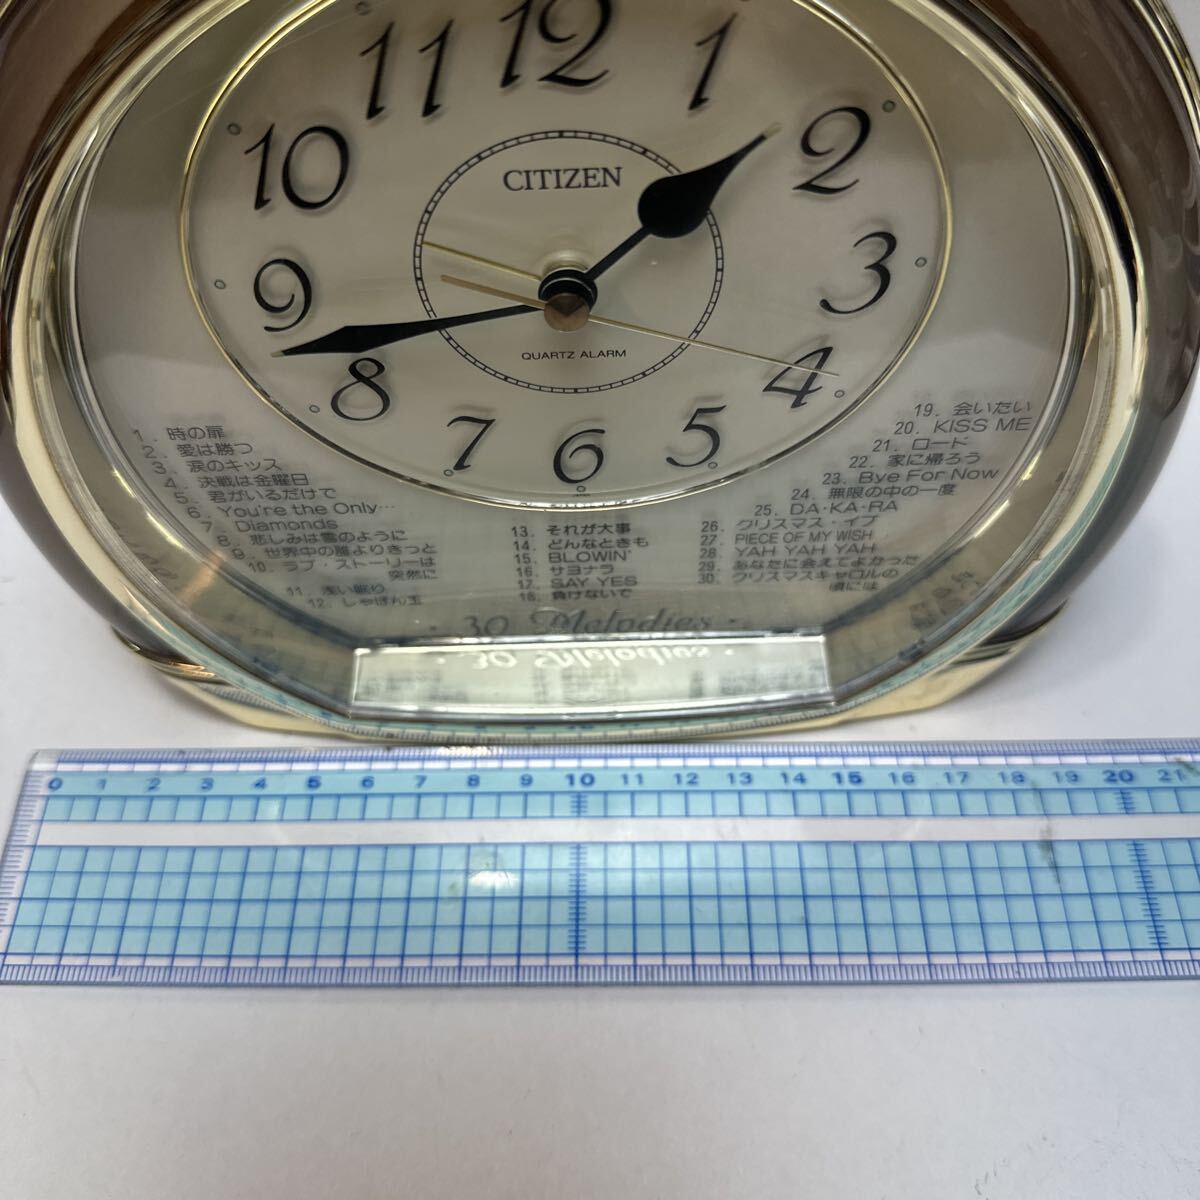 12
11
1
10
2
CITIZEN
9
3
QUARTZ ALARM
8
4
7
5
6
1. 時の扉
2. 愛は勝つ
3. 涙のキッス
4. 決戦は金曜日
5. 君がいるだけで
6. You're the Only…
7. Diamonds
8. 悲しみは雪のように
9. 世界中の誰よりきっと
10. ラブ・ストーリーは
突然に
11. 浅い眠り
12. しゃぼん玉
13. それが大事
14. どんなときも
15. BLOWIN'
16. サヨナラ
17. SAY YES
18. 負けないで
19. 会いたい
20. KISS ME
21. ロード
22. 家に帰ろう
23. Bye For Now
24. 無限の中の一度
25. DA・KA・RA
26. クリスマス・イブ
27. PIECE OF MY WISH
28. YAH YAH YAH
29. あなたに会えてよかった
30. クリスマスキャロルの
頃には
・30 Melodies・
0 1 2 3 4 5 6 7 8 9 10 11 12 13 14 15 16 17 18 19 20 21